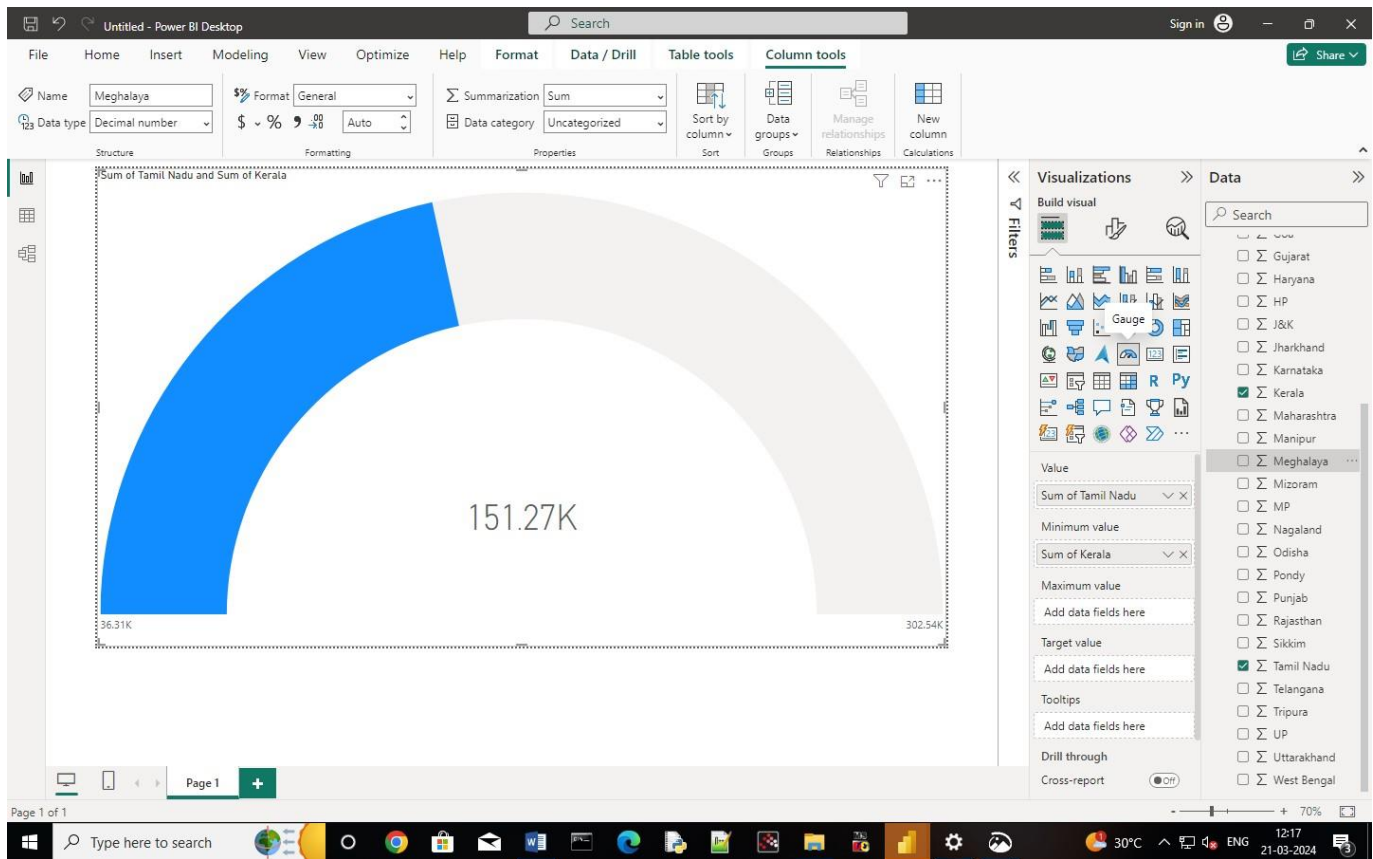 Untitled - Power BI Desktop
Search
Sign in
File Home Insert Modeling View Optimize Help Format Data / Drill Table tools Column tools
Share
Name Meghalaya
$% Format General
Summarization Sum
Data type Decimal number
$ % Auto
Data category Uncategorized
Sort by column
Data groups
Manage relationships
New column
Structure Formatting Properties Sort Groups Relationships Calculations
Sum of Tamil Nadu and Sum of Kerala
151.27K
36.31K 302.54K
Filters
Visualizations
Build visual
Gauge
123
R Py
Value
Sum of Tamil Nadu
Minimum value
Sum of Kerala
Maximum value
Add data fields here
Target value
Add data fields here
Tooltips
Add data fields here
Drill through
Cross-report Off
Data
Search
Gujarat
Haryana
HP
J&K
Jharkhand
Karnataka
Kerala
Maharashtra
Manipur
Meghalaya
Mizoram
MP
Nagaland
Odisha
Pondy
Punjab
Rajasthan
Sikkim
Tamil Nadu
Telangana
Tripura
UP
Uttarakhand
West Bengal
Page 1
Page 1 of 1
70%
Type here to search
30°C ENG
12:17
21-03-2024
3